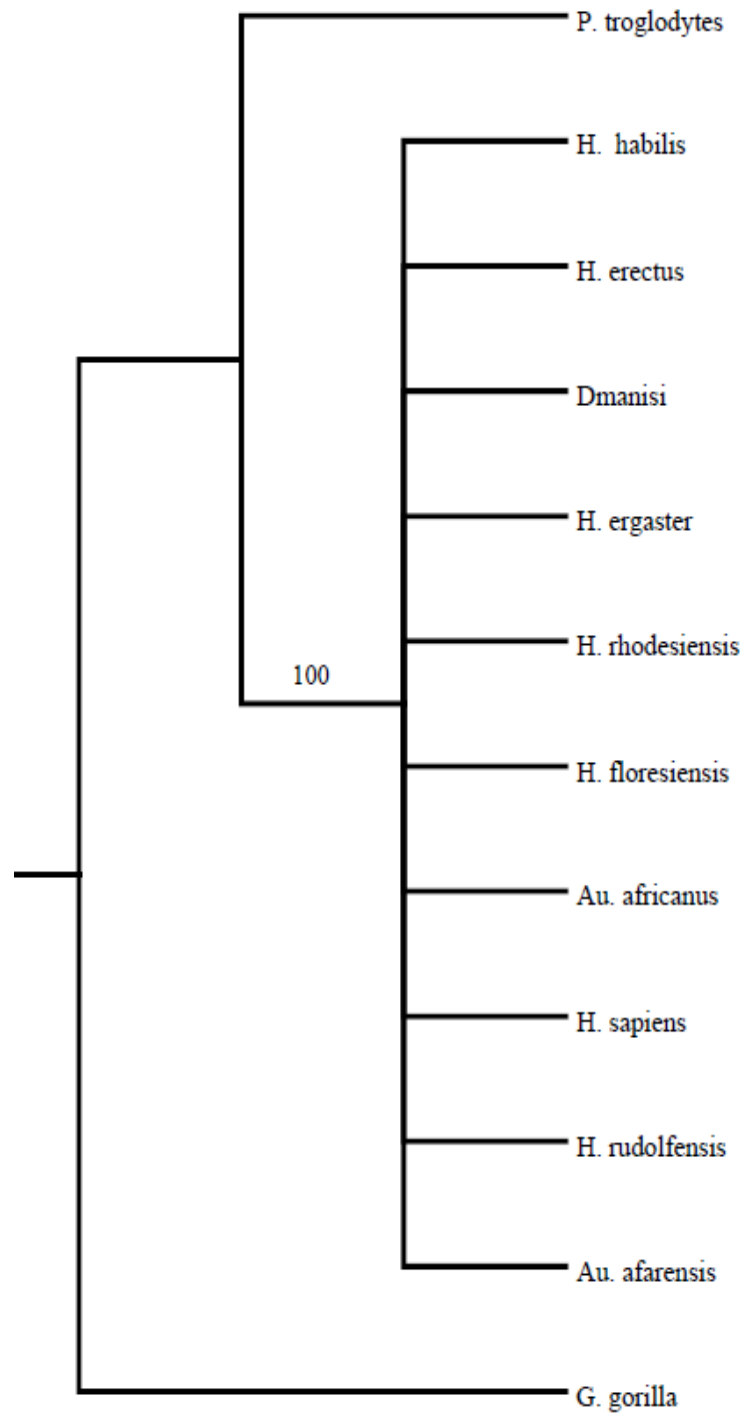 P. troglodytes
H. habilis
H. erectus
Dmanisi
H. ergaster
H. rhodesiensis
100
H. floresiensis
Au. africanus
H. sapiens
H. rudolfensis
Au. afarensis
G. gorilla